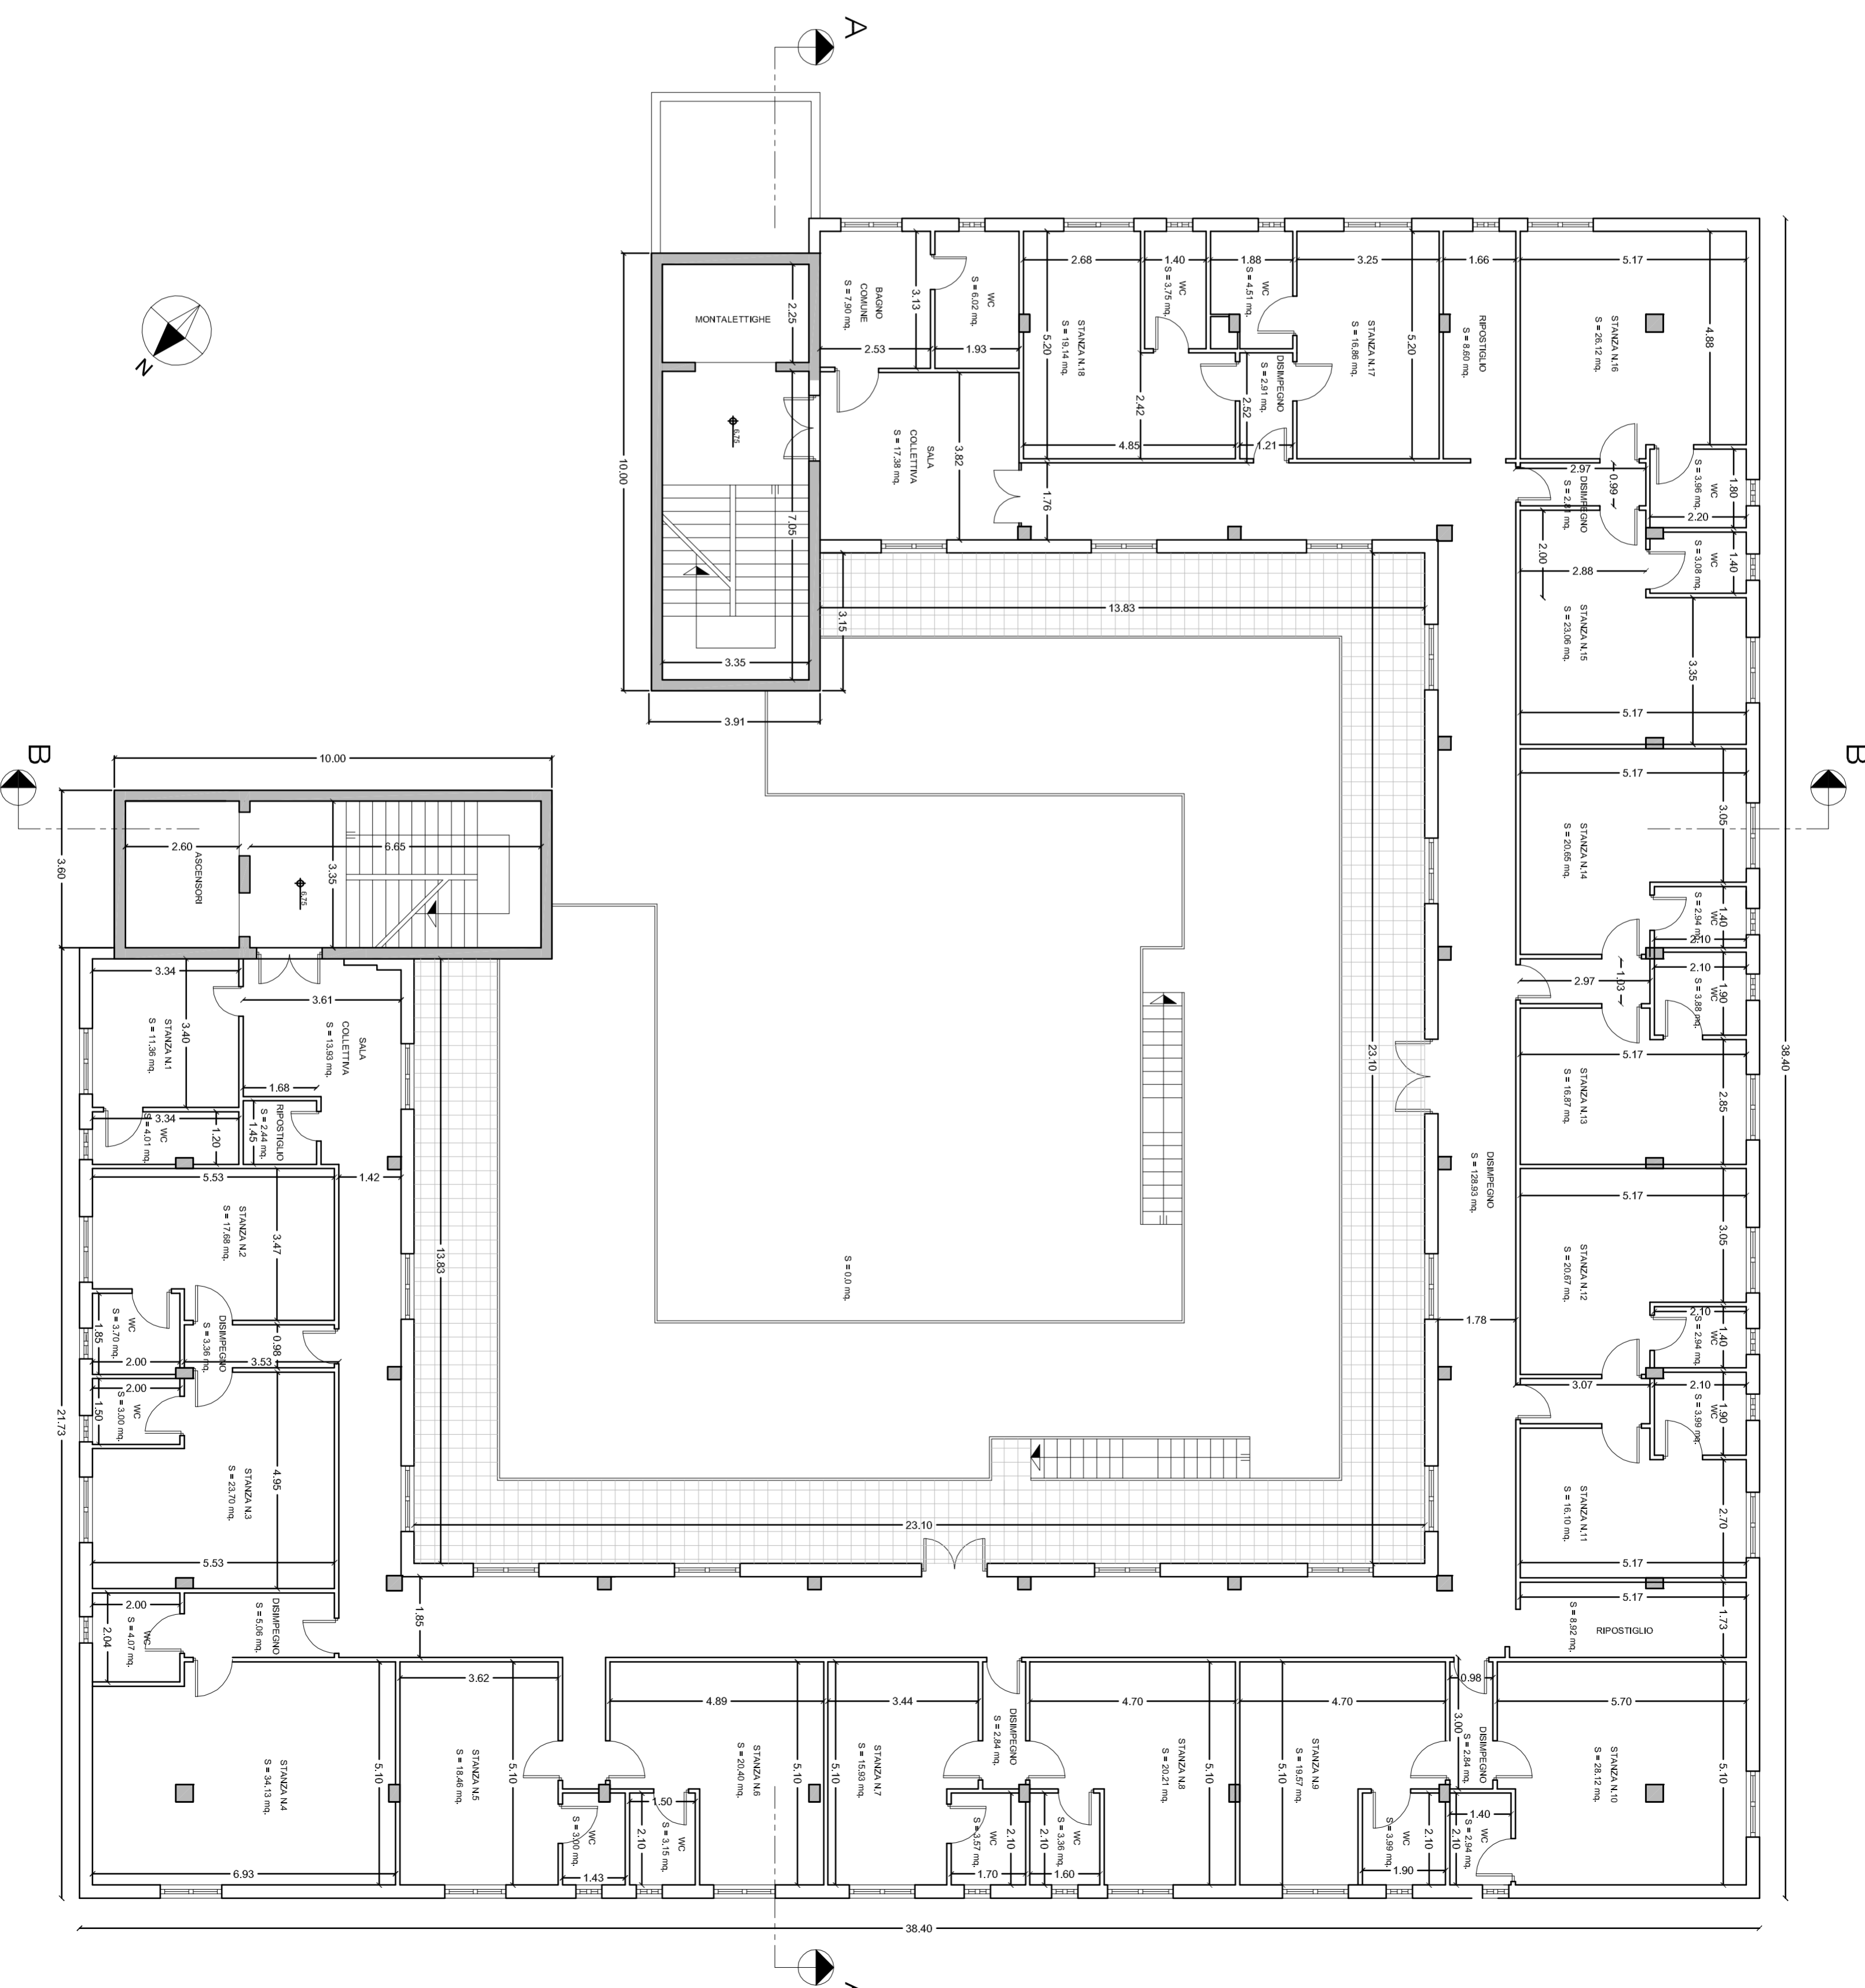 A
10.00
2.25
MONTALETTIGHE
7.05
6.75
3.35
3.91
3.15
BAGNO
COMUNE
S = 7,90 mq.
3.13
2.53
WC
S = 6,02 mq.
1.93
SALA
COLLETTIVA
S = 17,38 mq.
3.82
1.76
STANZA N.18
S = 19,14 mq.
2.68
5.20
4.85
2.42
WC
S = 3,75 mq.
1.40
WC
S = 4,51 mq.
1.88
DISIMPEGNO
S = 2,91 mq.
2.52
1.21
STANZA N.17
S = 16,86 mq.
3.25
5.20
RIPOSTIGLIO
S = 8,60 mq.
1.66
STANZA N.16
S = 26,12 mq.
5.17
4.88
2.97
0.99
DISIMPEGNO
WC
S = 3,96 mq.
1.80
2.20
WC
S = 3,08 mq.
1.40
2.00
2.88
STANZA N.15
S = 23,06 mq.
3.35
5.17
13.83
N
B
B
5.17
3.05
STANZA N.14
S = 20,65 mq.
WC
S = 2,94 mq.
1.40
2.10
2.97
1.03
2.10
1.90
WC
S = 3,88 mq.
5.17
STANZA N.13
S = 16,87 mq.
2.85
38.40
23.10
DISIMPEGNO
S = 128,93 mq.
5.17
3.05
STANZA N.12
S = 20,67 mq.
2.10
1.40
WC
S = 2,94 mq.
1.78
3.07
2.10
1.90
WC
S = 3,99 mq.
STANZA N.11
S = 16,10 mq.
2.70
5.17
5.17
1.73
RIPOSTIGLIO
S = 8,92 mq.
10.00
3.60
2.60
ASCENSORI
6.65
3.35
6.75
3.34
3.40
STANZA N.1
S = 11,36 mq.
3.61
SALA
COLLETTIVA
S = 13,93 mq.
1.68
RIPOSTIGLIO
S = 2,44 mq.
1.45
3.34
WC
S = 4,01 mq.
1.20
5.53
1.42
STANZA N.2
S = 17,68 mq.
3.47
13.83
S = 0.0 mq.
WC
S = 3,70 mq.
1.85
2.00
DISIMPEGNO
S = 3,36 mq.
0.98
3.53
2.00
WC
S = 3,00 mq.
1.50
21.73
STANZA N.3
S = 23,70 mq.
4.95
5.53
23.10
2.00
WC
S = 4,07 mq.
2.04
DISIMPEGNO
S = 5,06 mq.
1.85
STANZA N.4
S = 34,13 mq.
5.10
6.93
3.62
STANZA N.5
S = 18,46 mq.
5.10
WC
S = 3,00 mq.
1.43
1.50
WC
S = 3,15 mq.
2.10
4.89
STANZA N.6
S = 20,40 mq.
5.10
3.44
5.10
STANZA N.7
S = 15,93 mq.
DISIMPEGNO
S = 2,84 mq.
WC
S = 3,57 mq.
2.10
1.70
2.10
WC
S = 3,36 mq.
1.60
4.70
STANZA N.8
S = 20,21 mq.
5.10
4.70
5.10
STANZA N.9
S = 19,57 mq.
WC
S = 3,99 mq.
2.10
1.90
0.98
3.00
DISIMPEGNO
S = 2,84 mq.
1.40
2.10
WC
S = 2,94 mq.
5.70
STANZA N.10
S = 28,12 mq.
5.10
38.40